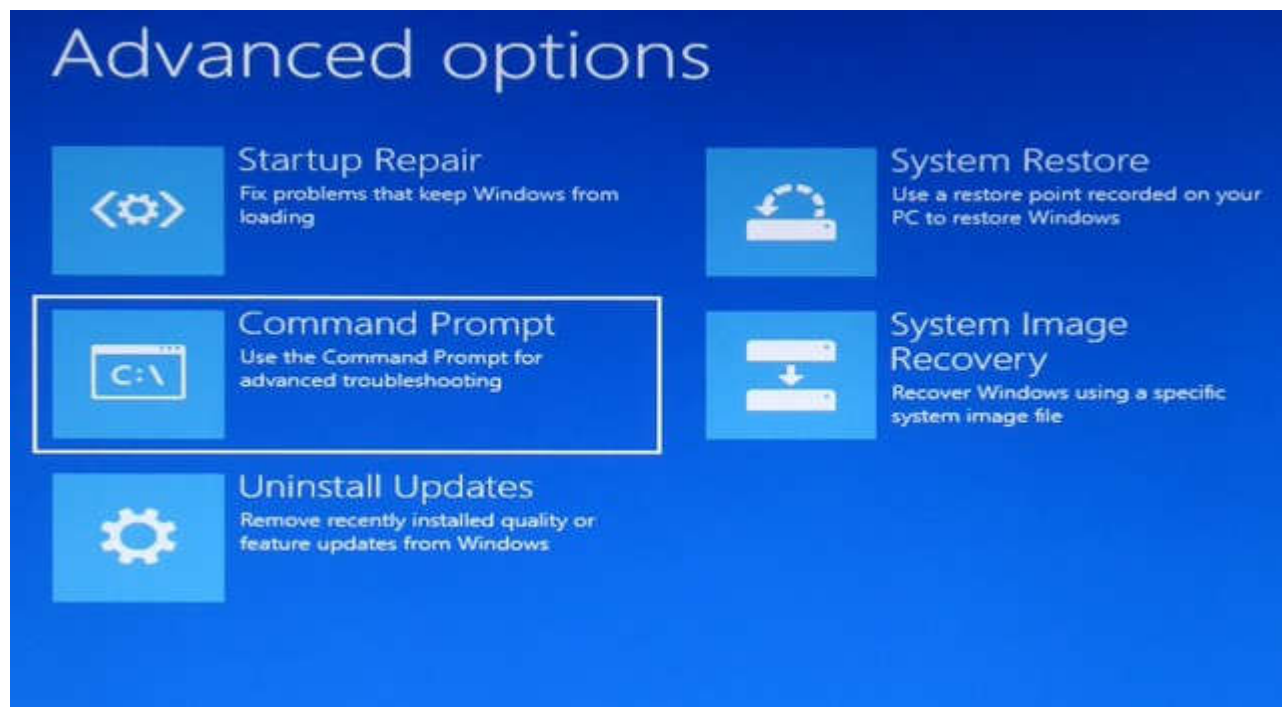 Advanced options
Startup Repair
Fix problems that keep Windows from
loading
Command Prompt
Use the Command Prompt for
advanced troubleshooting
C:\
Uninstall Updates
Remove recently installed quality or
feature updates from Windows
System Restore
Use a restore point recorded on your
PC to restore Windows
System Image
Recovery
Recover Windows using a specific
system image file